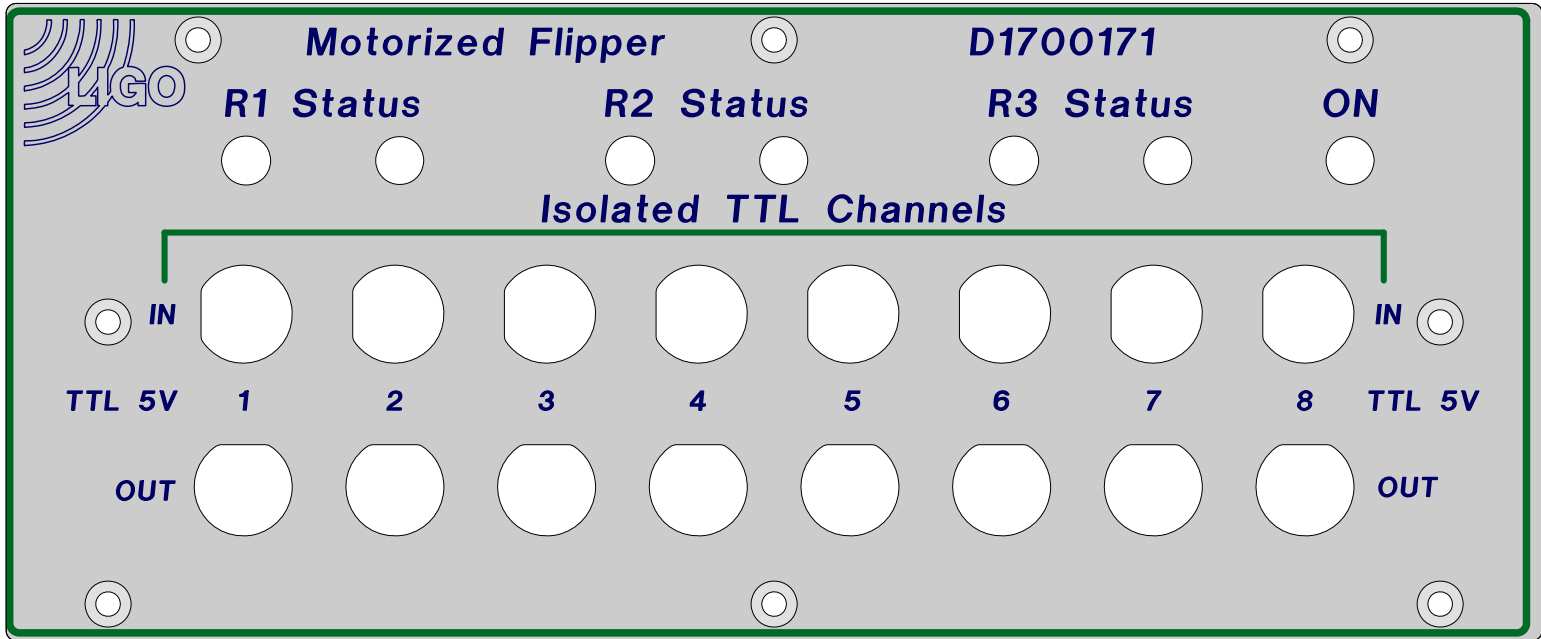 Motorized Flipper D1700171
LIGO
R1 Status R2 Status R3 Status ON
Isolated TTL Channels
IN IN
TTL 5V 1 2 3 4 5 6 7 8 TTL 5V
OUT OUT